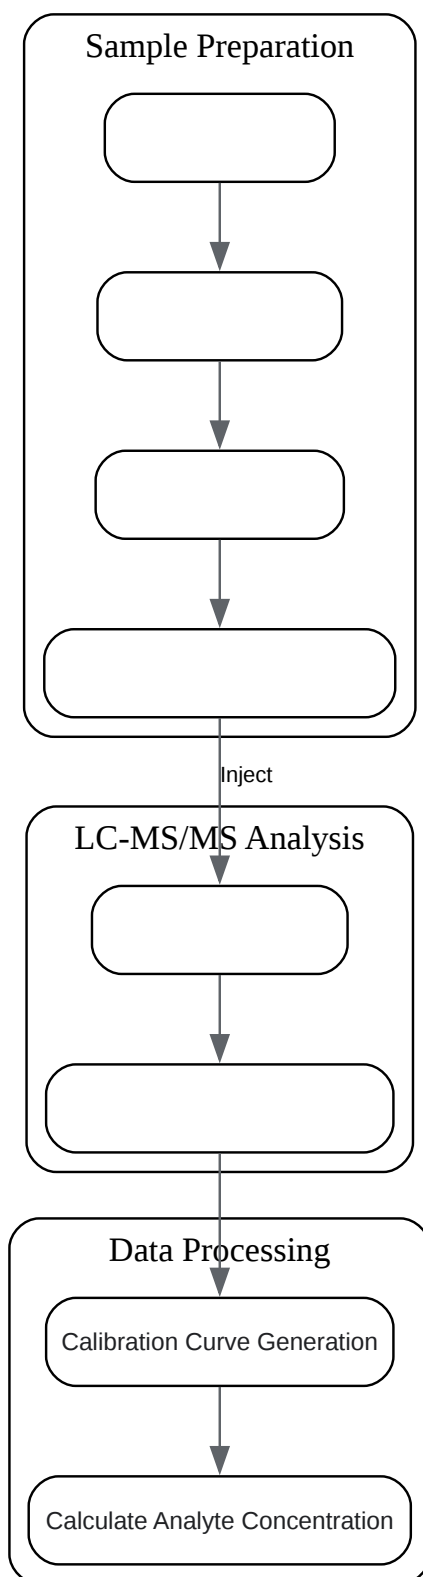 Sample Preparation
Inject
LC-MS/MS Analysis
Data Processing
Calibration Curve Generation
Calculate Analyte Concentration